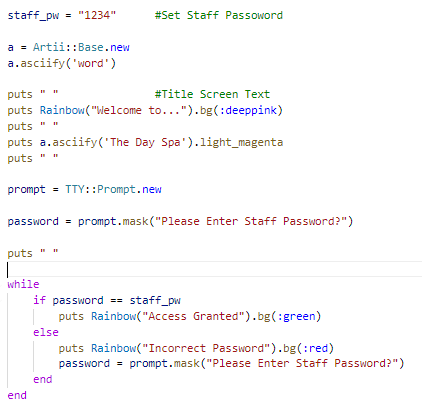 staff_pw = "1234"      #Set Staff Passoword
a = Artii::Base.new
a.asciify('word')
puts " "               #Title Screen Text
puts Rainbow("Welcome to...").bg(:deeppink)
puts " "
puts a.asciify('The Day Spa').light_magenta
puts " "
prompt = TTY::Prompt.new
password = prompt.mask("Please Enter Staff Password?")
puts " "
while
    if password == staff_pw
        puts Rainbow("Access Granted").bg(:green)
    else
        puts Rainbow("Incorrect Password").bg(:red)
        password = prompt.mask("Please Enter Staff Password?")
    end
end